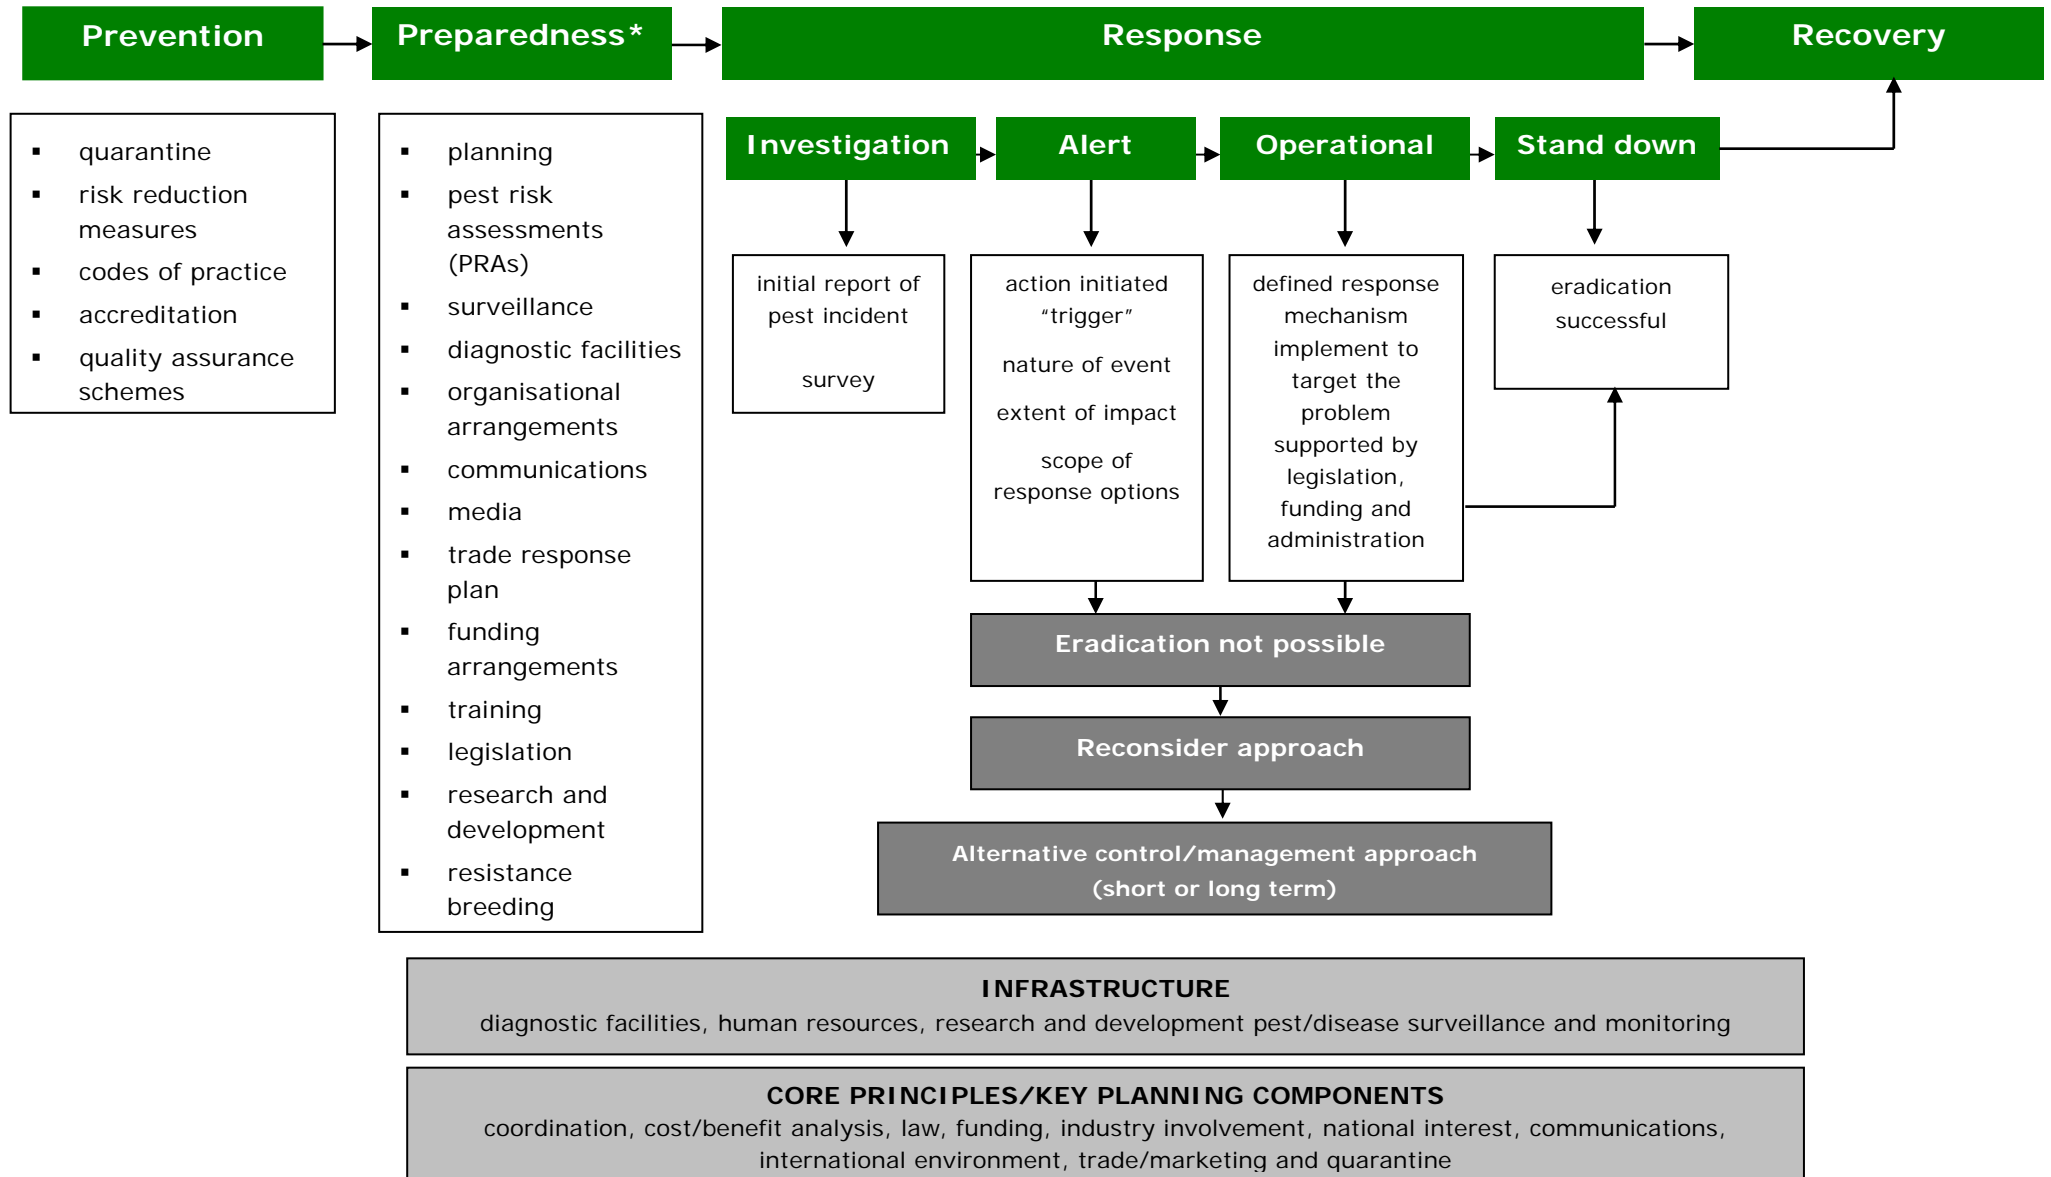 Prevention
Preparedness*
Response
Recovery
▪ quarantine
▪ risk reduction
measures
▪ codes of practice
▪ accreditation
▪ quality assurance
schemes
▪ planning
▪ pest risk
assessments
(PRAs)
▪ surveillance
▪ diagnostic facilities
▪ organisational
arrangements
▪ communications
▪ media
▪ trade response
plan
▪ funding
arrangements
▪ training
▪ legislation
▪ research and
development
▪ resistance
breeding
Investigation
Alert
Operational
Stand down
initial report of
pest incident
survey
action initiated
“trigger”
nature of event
extent of impact
scope of
response options
defined response
mechanism
implement to
target the
problem
supported by
legislation,
funding and
administration
eradication
successful
Eradication not possible
Reconsider approach
Alternative control/management approach
(short or long term)
INFRASTRUCTURE
diagnostic facilities, human resources, research and development pest/disease surveillance and monitoring
CORE PRINCIPLES/KEY PLANNING COMPONENTS
coordination, cost/benefit analysis, law, funding, industry involvement, national interest, communications,
international environment, trade/marketing and quarantine